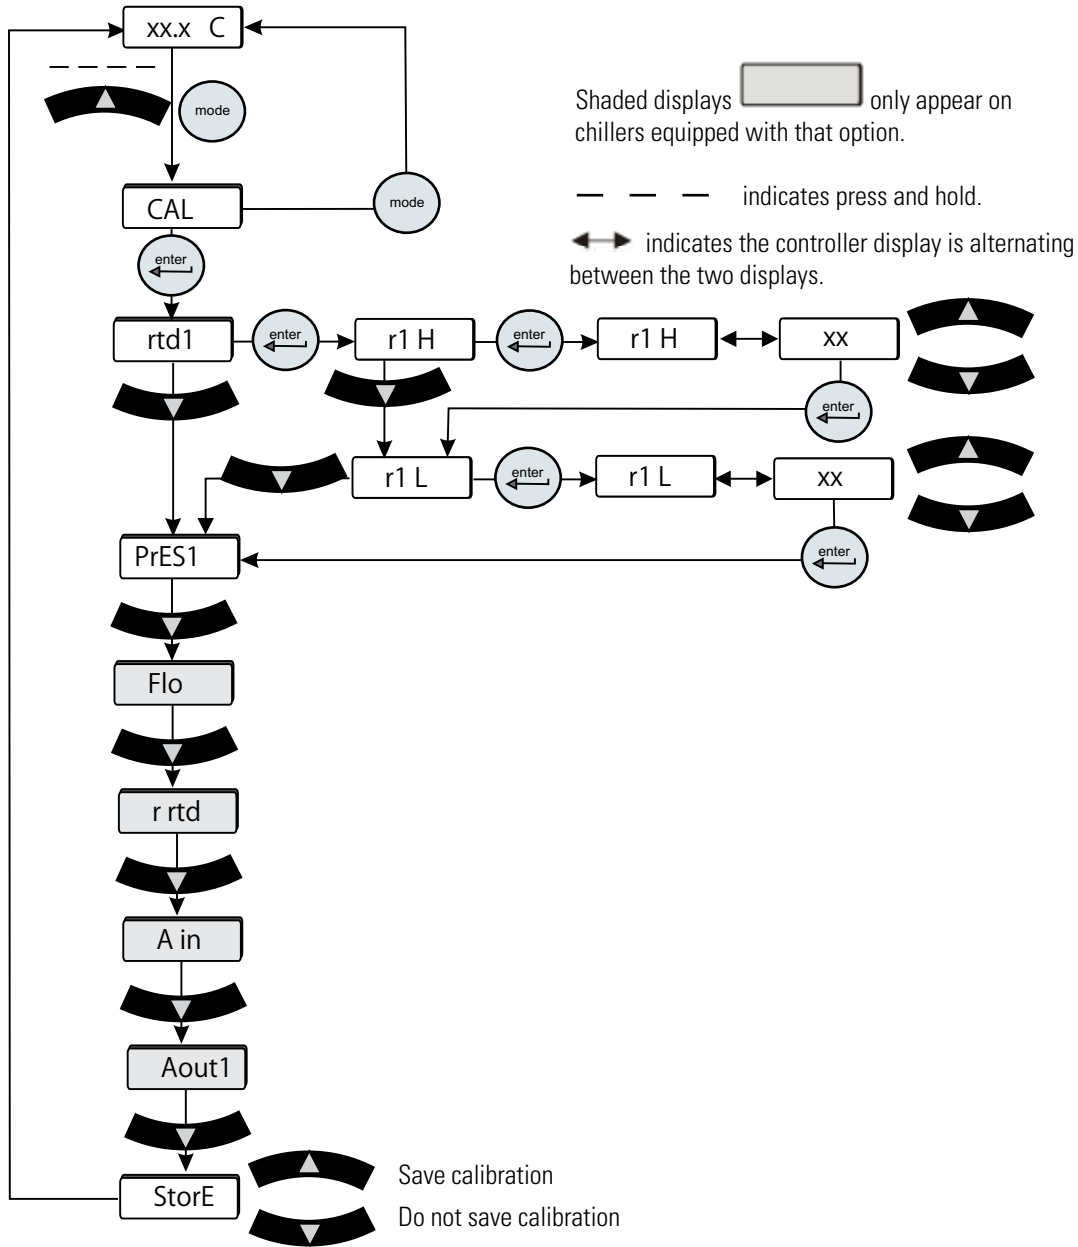 xx.x C
mode
Shaded displays only appear on
chillers equipped with that option.
CAL
mode
indicates press and hold.
indicates the controller display is alternating
between the two displays.
enter
rtd1
enter
r1 H
enter
r1 H
xx
enter
r1 L
enter
r1 L
xx
enter
PrES1
Flo
r rtd
A in
Aout1
StorE
Save calibration
Do not save calibration